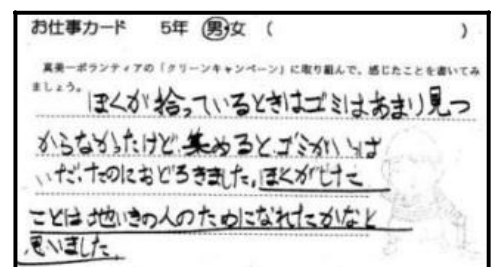 お仕事カード 5年 男・女 ( )
真美一ボランティアの「クリーンキャンペーン」に取り組んで、感じたことを書いてみ
ましょう。
ぼくが拾っているときはゴミはあまり見つ
からなかったけど、集めるとゴミがいっぱ
いだったのにおどろきました。ぼくがしたこ
ことは地いきの人のためになれたかなと
思いました。